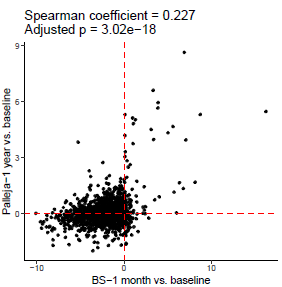 Spearman coefficient = 0.227
Adjusted p = 3.02e−18
9
6
3
0
Palleja−1 year vs. baseline
−10
0
10
BS−1 month vs. baseline